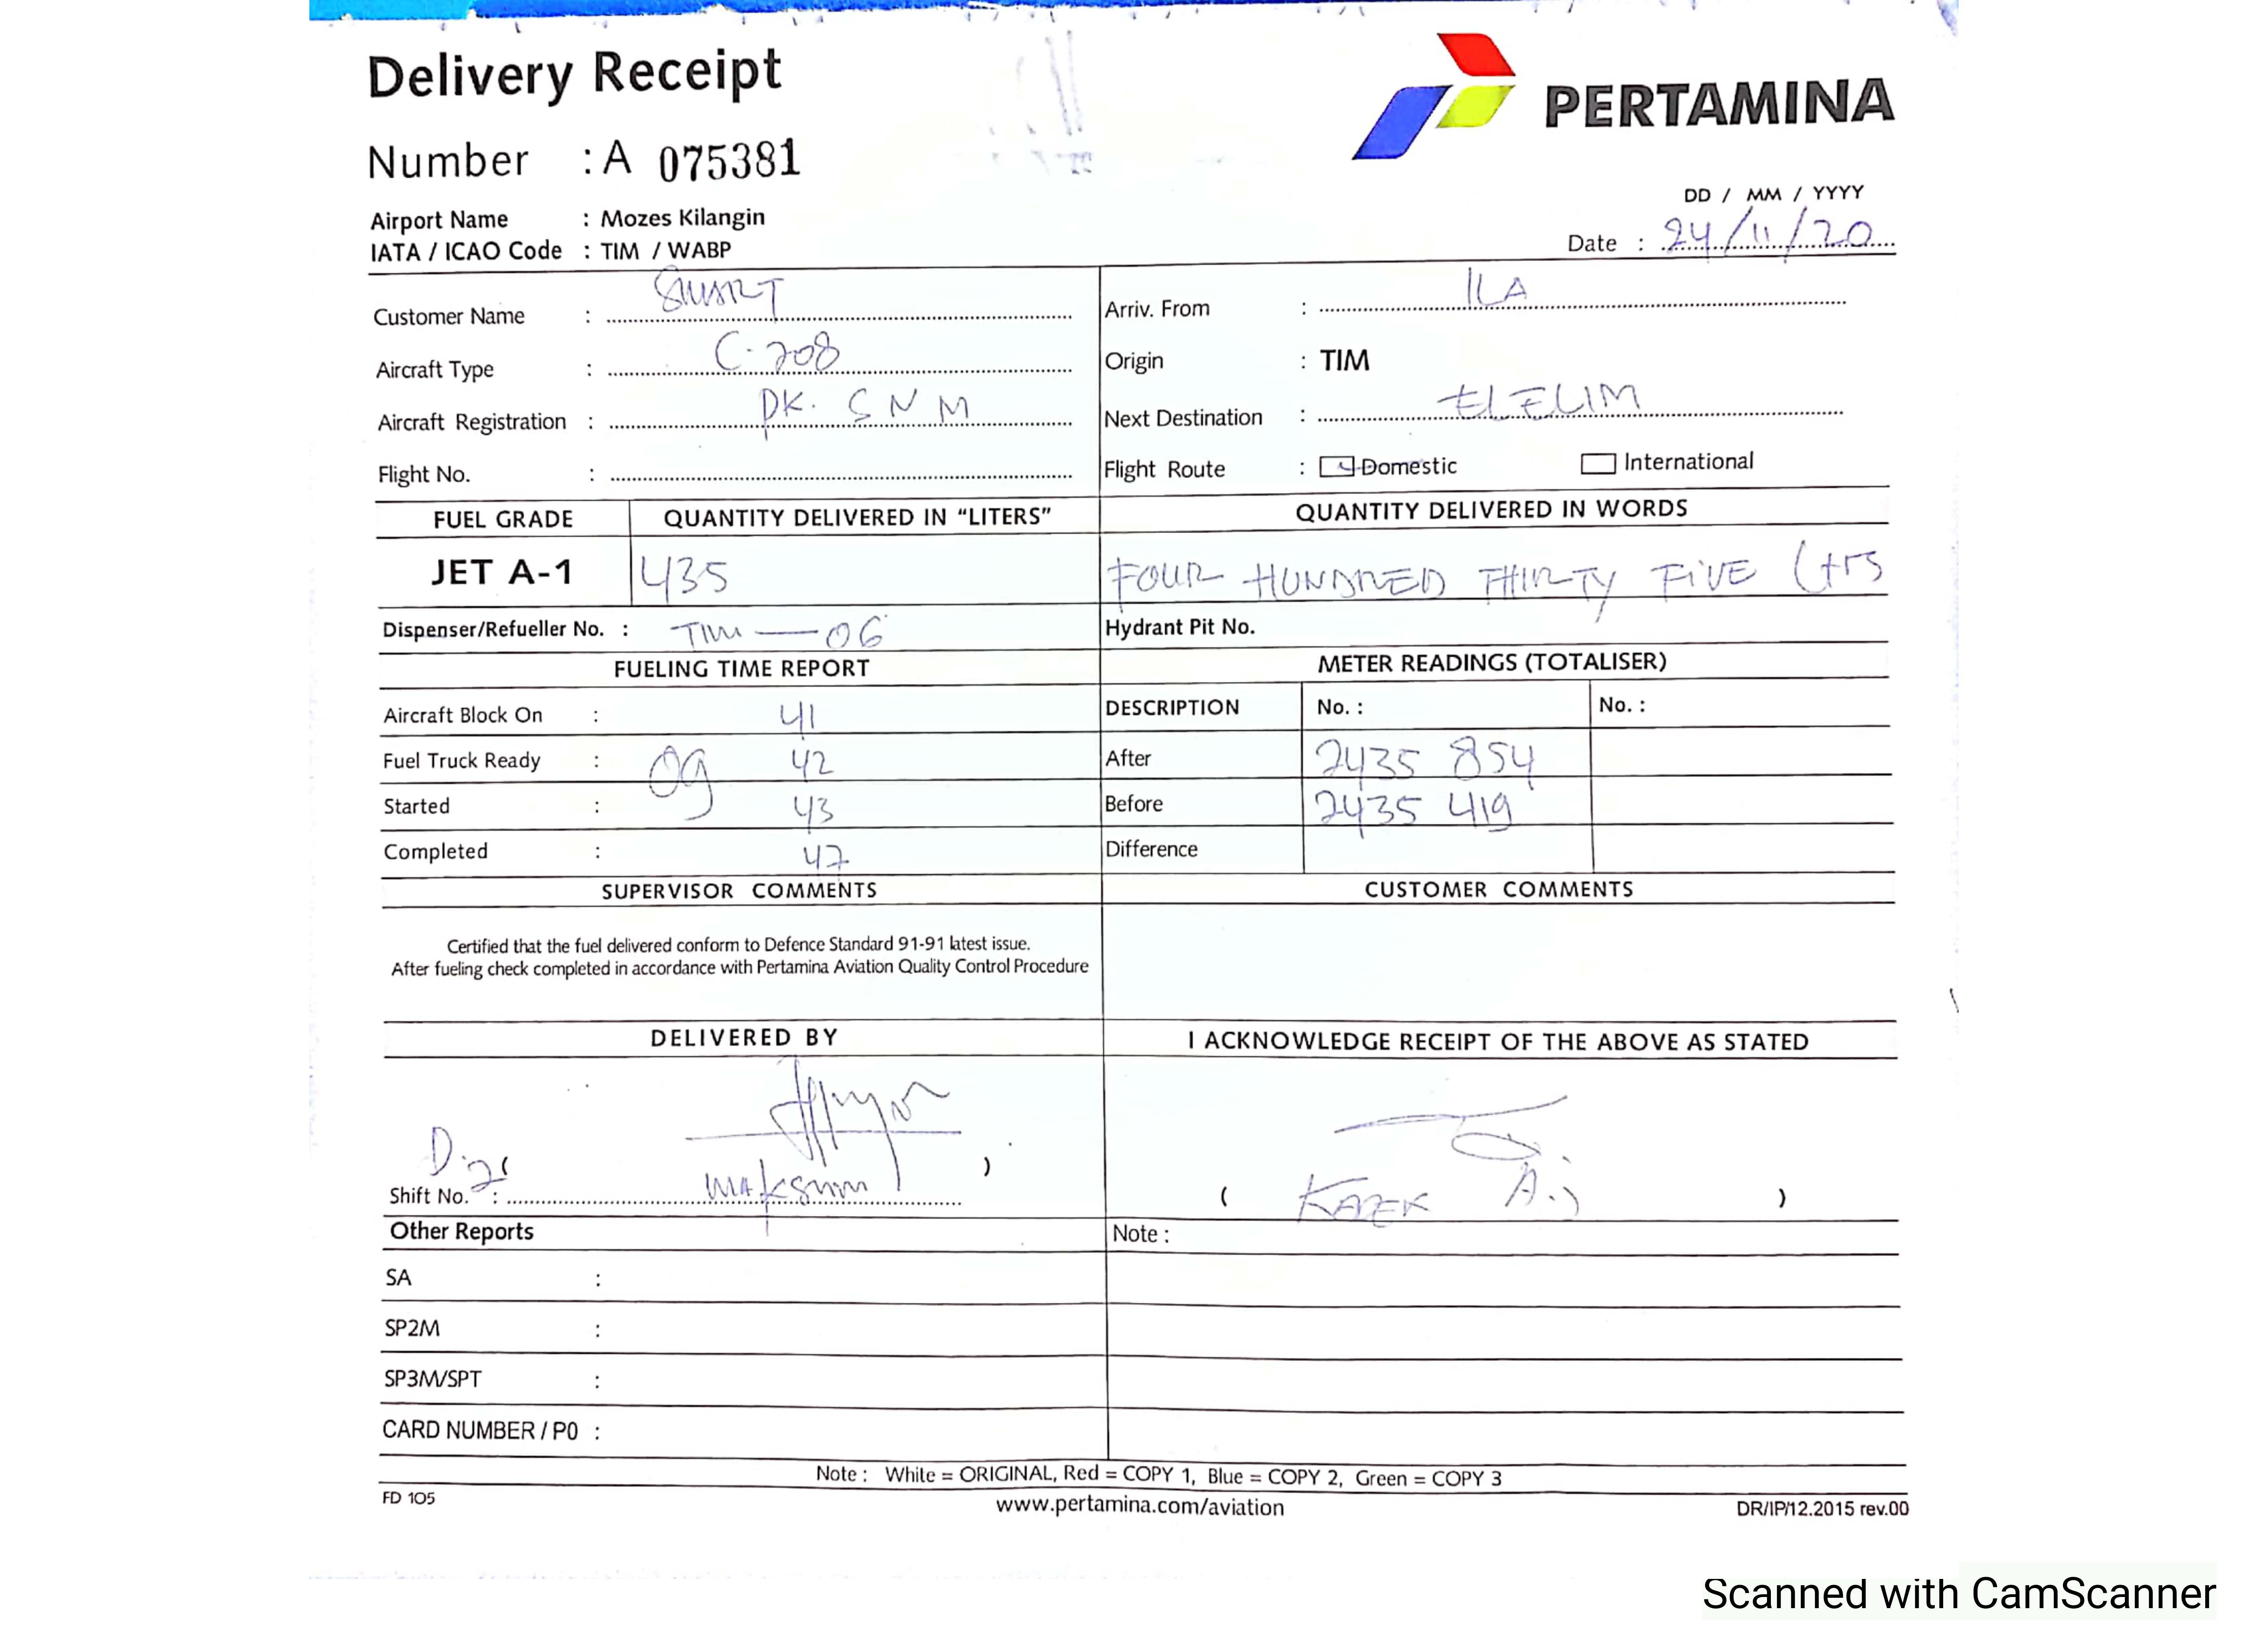 Delivery Receipt
PERTAMINA
Number : A 075381
DD / MM / YYYY
Airport Name : Mozes Kilangin
Date : 24/11/20
IATA / ICAO Code : TIM / WABP
Customer Name : SMART
Arriv. From : ILA
Aircraft Type : C-208
Origin : TIM
Aircraft Registration : PK. SNM
Next Destination : ELELIM
Flight No. :
Flight Route : Domestic International
FUEL GRADE QUANTITY DELIVERED IN “LITERS” QUANTITY DELIVERED IN WORDS
JET A-1 435 FOUR HUNDRED THIRTY FIVE Ltrs
Dispenser/Refueller No. : TIM — 06 Hydrant Pit No.
FUELING TIME REPORT METER READINGS (TOTALISER)
Aircraft Block On : 41 DESCRIPTION No. : No. :
Fuel Truck Ready : 09 42 After 2435 854
Started : 43 Before 2435 419
Completed : 47 Difference
SUPERVISOR COMMENTS CUSTOMER COMMENTS
Certified that the fuel delivered conform to Defence Standard 91-91 latest issue.
After fueling check completed in accordance with Pertamina Aviation Quality Control Procedure
DELIVERED BY I ACKNOWLEDGE RECEIPT OF THE ABOVE AS STATED
( )
Shift No. :
( )
Other Reports Note :
SA :
SP2M :
SP3M/SPT :
CARD NUMBER / P0 :
Note : White = ORIGINAL, Red = COPY 1, Blue = COPY 2, Green = COPY 3
FD 105 www.pertamina.com/aviation DR/IP/12.2015 rev.00
Scanned with CamScanner